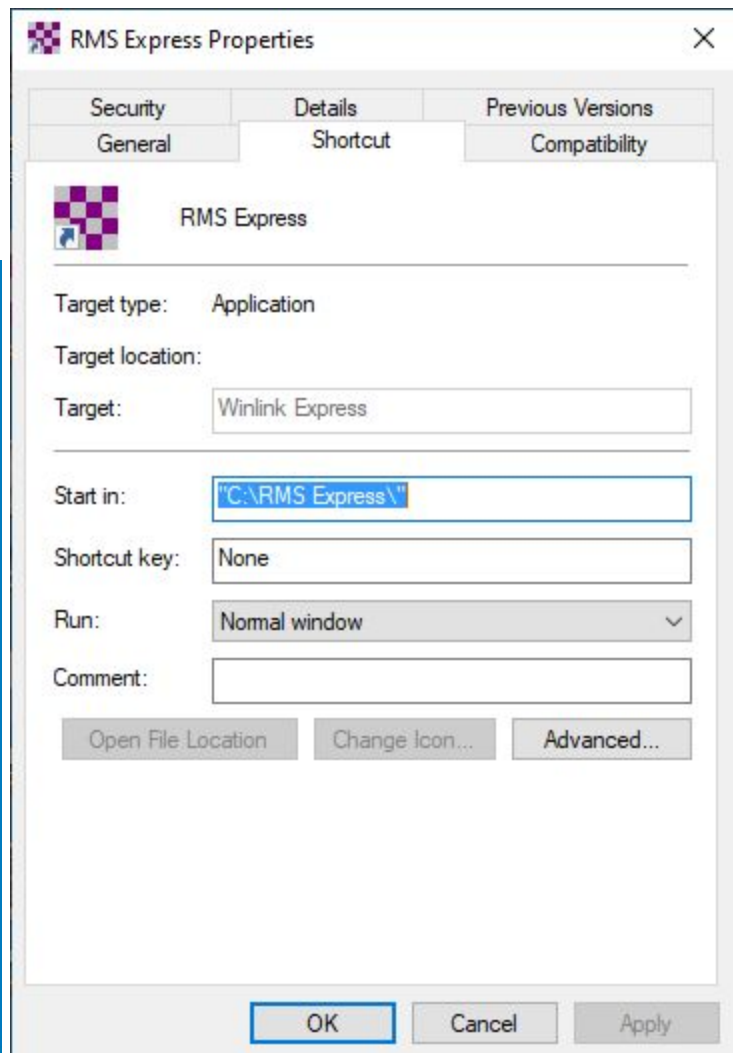 RMS Express Properties
Security Details Previous Versions
General Shortcut Compatibility
RMS Express
Target type: Application
Target location:
Target: Winlink Express
Start in: "C:\RMS Express\"
Shortcut key: None
Run: Normal window
Comment:
Open File Location Change Icon... Advanced...
OK Cancel Apply